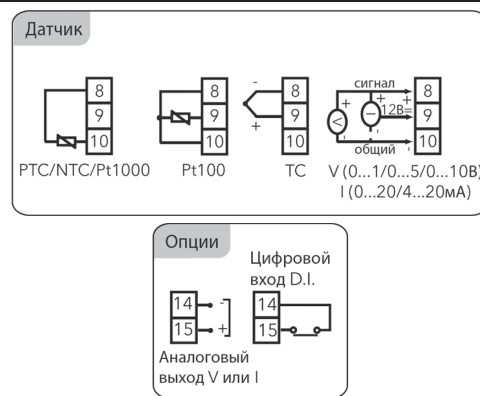 Датчик
8
9
10
PTC/NTC/Pt1000
8
9
10
Pt100
- 8
9
+ 10
TC
сигнал
+ + + 8
V 12В= 9
- - - 10
общий
V (0...1/0...5/0...10В)
I (0...20/4...20мА)
Опции
14 -
15 +
Аналоговый
выход V или I
Цифровой
вход D.I.
14
15